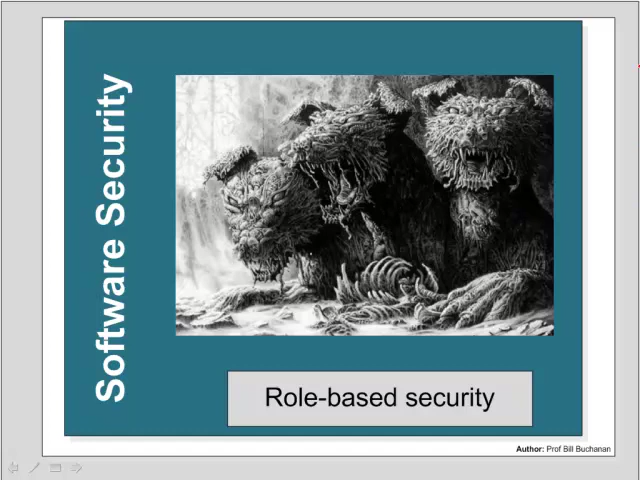 Software Security
Role-based security
Author: Prof Bill Buchanan